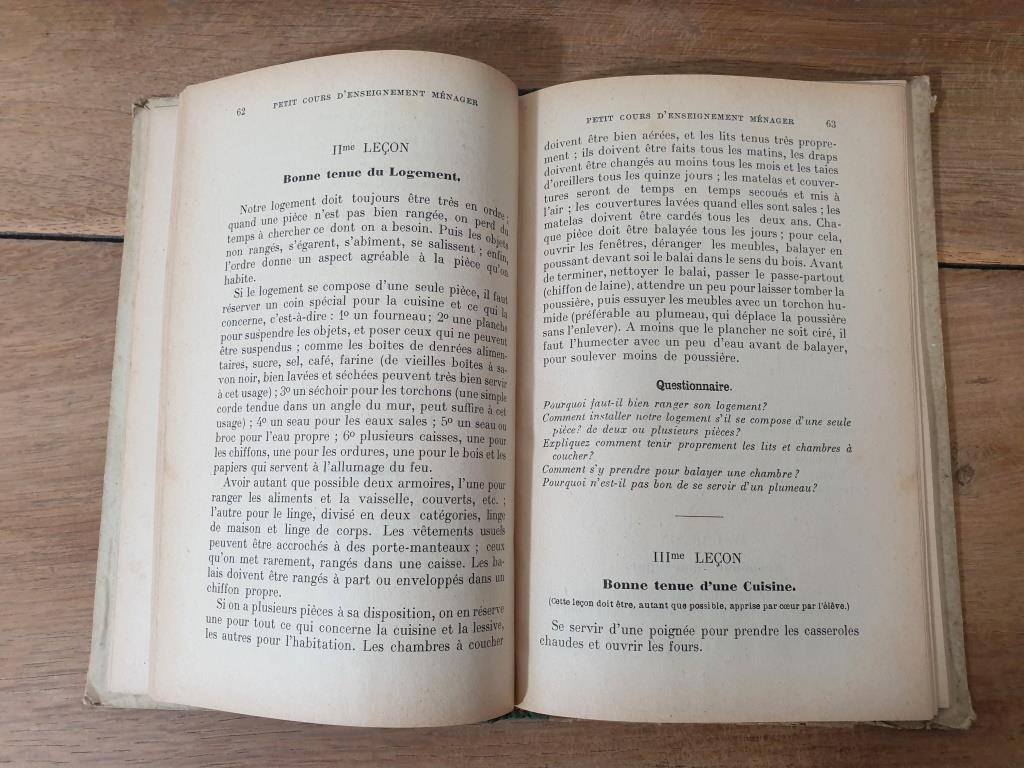 62
PETIT COURS D'ENSEIGNEMENT MÉNAGER
IIme LEÇON
Bonne tenue du Logement.
Notre logement doit toujours être très en ordre;
quand une pièce n'est pas bien rangée, on perd du
temps à chercher ce dont on a besoin. Puis les objets
non rangés, s'égarent, s'abîment, se salissent ; enfin,
l'ordre donne un aspect agréable à la pièce qu'on
habite.
Si le logement se compose d'une seule pièce, il faut
réserver un coin spécial pour la cuisine et ce qui la
concerne, c'est-à-dire : 1º un fourneau; 2º une planche
pour suspendre les objets, et poser ceux qui ne peuvent
être suspendus ; comme les boîtes de denrées alimen-
taires, sucre, sel, café, farine (de vieilles boîtes à sa-
von noir, bien lavées et séchées peuvent très bien servir
à cet usage) ; 3º un séchoir pour les torchons (une simple
corde tendue dans un angle du mur, peut suffire à cet
usage) ; 4º un seau pour les eaux sales ; 5º un seau ou
broc pour l'eau propre ; 6º plusieurs caisses, une pour
les chiffons, une pour les ordures, une pour le bois et les
papiers qui servent à l'allumage du feu.
Avoir autant que possible deux armoires, l'une pour
ranger les aliments et la vaisselle, couverts, etc. ;
l'autre pour le linge, divisé en deux catégories, linge
de maison et linge de corps. Les vêtements usuels
peuvent être accrochés à des porte-manteaux ; ceux
qu'on met rarement, rangés dans une caisse. Les ba-
lais doivent être rangés à part ou enveloppés dans un
chiffon propre.
Si on a plusieurs pièces à sa disposition, on en réserve
une pour tout ce qui concerne la cuisine et la lessive,
les autres pour l'habitation. Les chambres à coucher
PETIT COURS D'ENSEIGNEMENT MÉNAGER
63
doivent être bien aérées, et les lits tenus très propre-
ment ; ils doivent être faits tous les matins, les draps
doivent être changés au moins tous les mois et les taies
d'oreillers tous les quinze jours ; les matelas et couver-
tures seront de temps en temps secoués et mis à
l'air ; les couvertures lavées quand elles sont sales ; les
matelas doivent être cardés tous les deux ans. Cha-
que pièce doit être balayée tous les jours ; pour cela,
ouvrir les fenêtres, déranger les meubles, balayer en
poussant devant soi le balai dans le sens du bois. Avant
de terminer, nettoyer le balai, passer le passe-partout
(chiffon de laine), attendre un peu pour laisser tomber la
poussière, puis essuyer les meubles avec un torchon hu-
mide (préférable au plumeau, qui déplace la poussière
sans l'enlever). A moins que le plancher ne soit ciré, il
faut l'humecter avec un peu d'eau avant de balayer,
pour soulever moins de poussière.
Questionnaire.
Pourquoi faut-il bien ranger son logement?
Comment installer notre logement s'il se compose d'une seule
pièce? de deux ou plusieurs pièces?
Expliquez comment tenir proprement les lits et chambres à
coucher?
Comment s'y prendre pour balayer une chambre?
Pourquoi n'est-il pas bon de se servir d'un plumeau?
IIIme LEÇON
Bonne tenue d'une Cuisine.
(Cette leçon doit être, autant que possible, apprise par cœur par l'élève.)
Se servir d'une poignée pour prendre les casseroles
chaudes et ouvrir les fours.